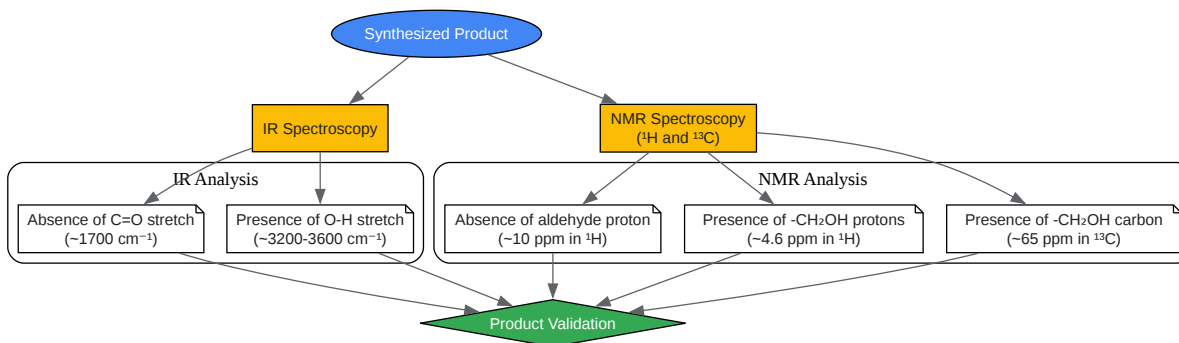 Synthesized Product
IR Spectroscopy
NMR Spectroscopy
(¹H and ¹³C)
IR Analysis
NMR Analysis
Absence of C=O stretch
(~1700 cm⁻¹)
Presence of O-H stretch
(~3200-3600 cm⁻¹)
Absence of aldehyde proton
(~10 ppm in ¹H)
Presence of -CH₂OH protons
(~4.6 ppm in ¹H)
Presence of -CH₂OH carbon
(~65 ppm in ¹³C)
Product Validation